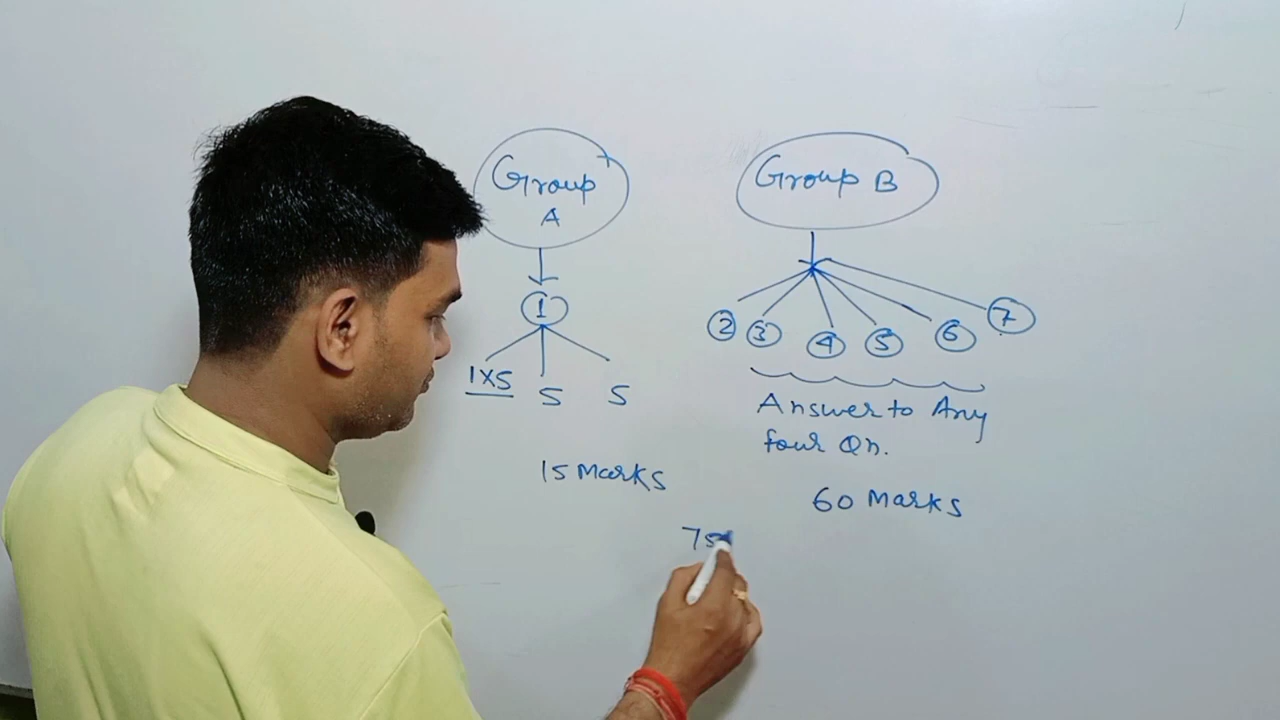 Group
A
1
1X5 5 5
15 Marks
Group B
2 3 4 5 6 7
Answer to Any
four Qn.
60 Marks
75